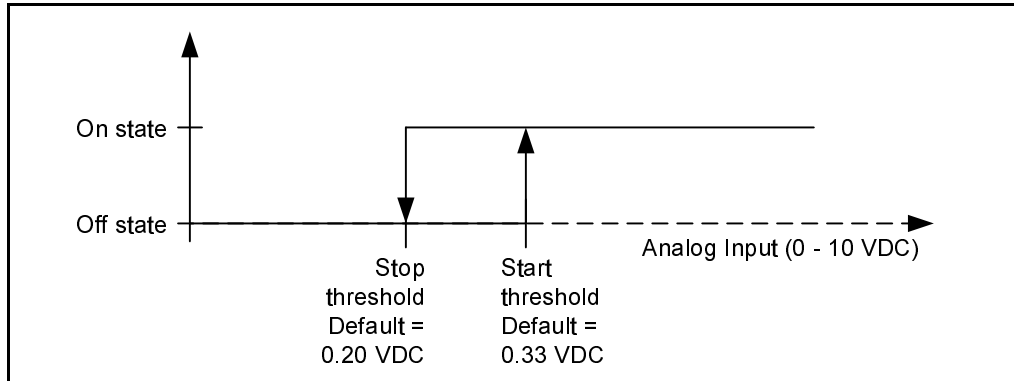 On state
Off state
Analog Input (0 - 10 VDC)
Stop
threshold
Default =
0.20 VDC
Start
threshold
Default =
0.33 VDC